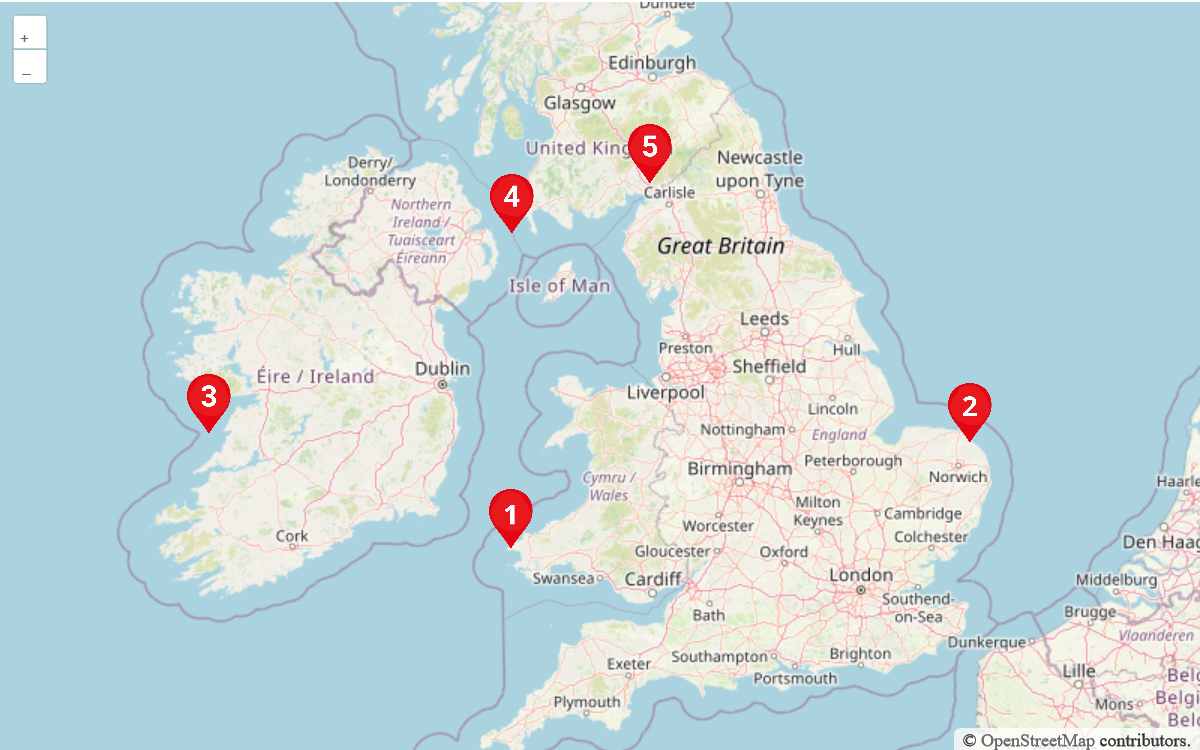 +
−
Dundee
Edinburgh
Glasgow
5
United King
Newcastle
upon Tyne
Derry/
Londonderry
4
Carlisle
Northern
Ireland /
Tuaisceart
Éireann
Great Britain
Isle of Man
Leeds
Preston
Hull
Dublin
Sheffield
Éire / Ireland
3
Liverpool
2
Lincoln
Nottingham
England
Peterborough
Birmingham
Norwich
Cymru /
Wales
Haarle
Milton
Keynes
1
Cambridge
Worcester
Cork
Colchester
Den Haag
Gloucester
Oxford
Swansea
Cardiff
London
Middelburg
Southend-
on-Sea
Bath
Brugge
Vlaanderen
Dunkerque
Brighton
Southampton
Exeter
Portsmouth
Lille
Plymouth
Mons
Belg
Belgi
Bel
© OpenStreetMap contributors.